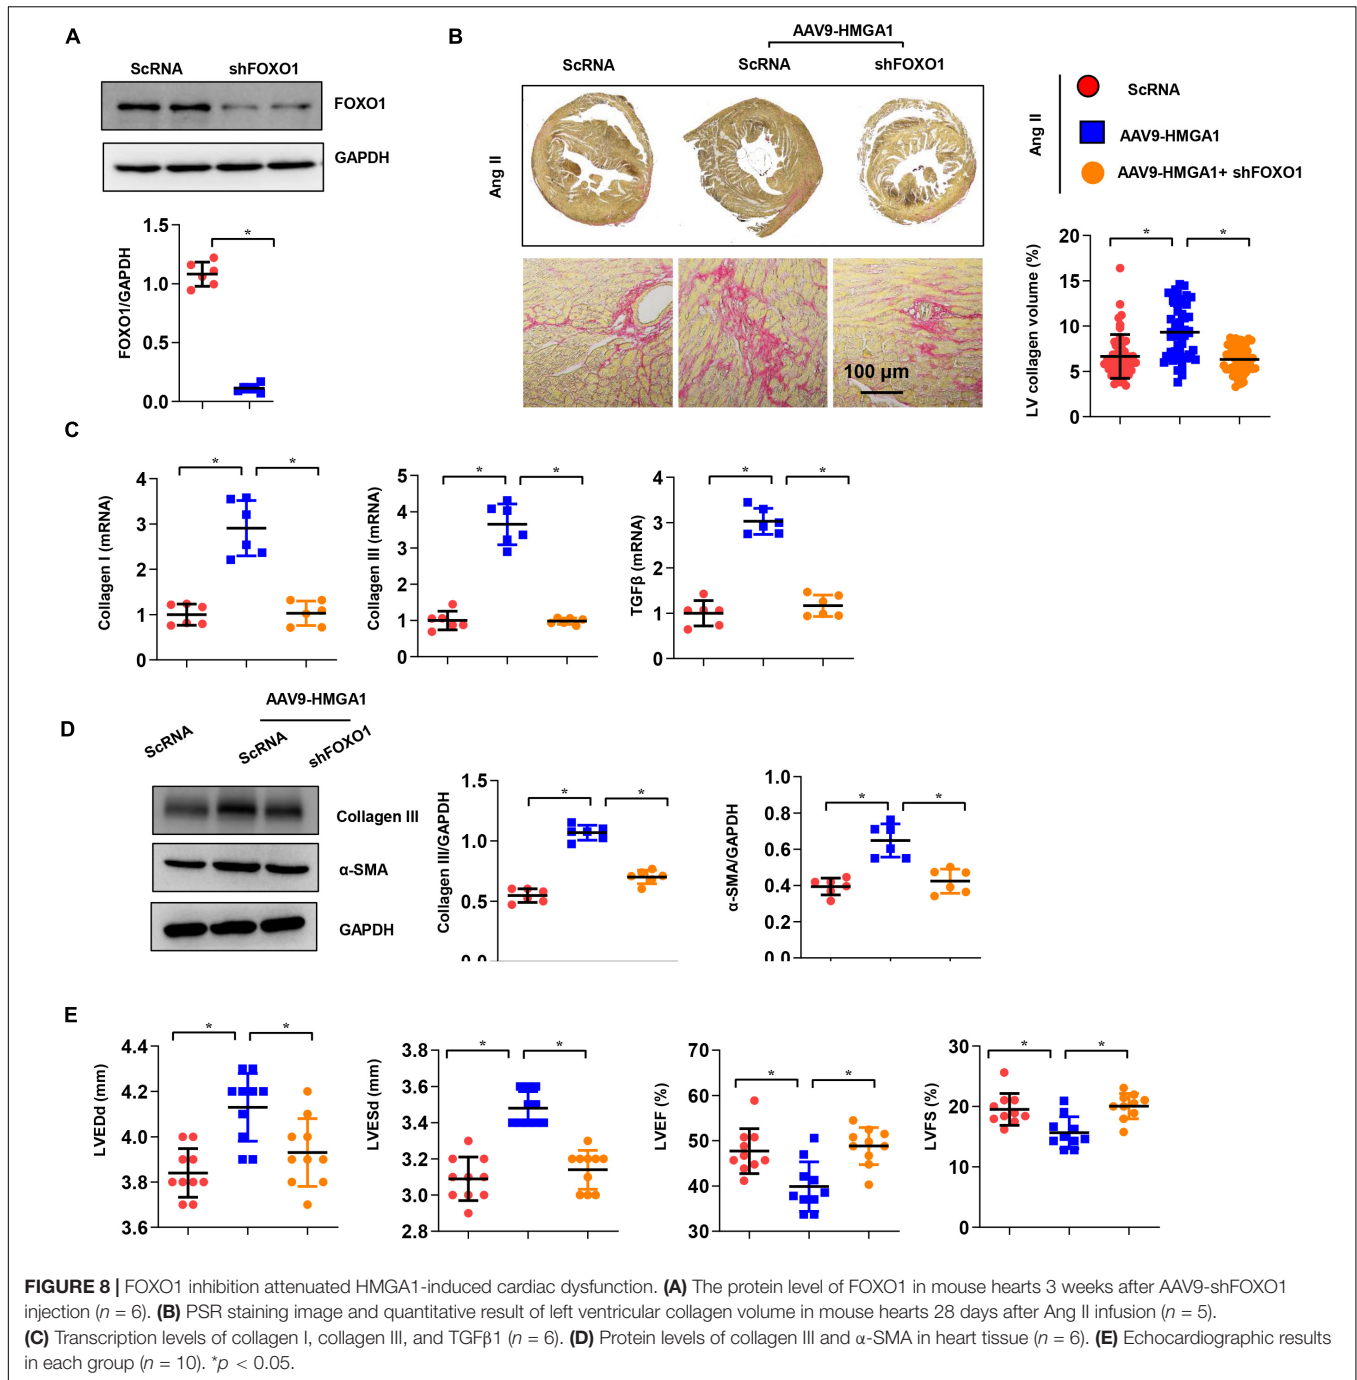 A
ScRNA
shFOXO1
FOXO1
GAPDH
FOXO1/GAPDH
1.5
1.0
0.5
0.0
*
B
AAV9-HMGA1
ScRNA
ScRNA
shFOXO1
Ang II
100 µm
Ang II
ScRNA
AAV9-HMGA1
AAV9-HMGA1+ shFOXO1
LV collagen volume (%)
20
15
10
5
0
*
*
C
Collagen I (mRNA)
4
3
2
1
0
*
*
Collagen III (mRNA)
5
4
3
2
1
0
*
*
TGFβ (mRNA)
4
3
2
1
0
*
*
D
AAV9-HMGA1
ScRNA
ScRNA
shFOXO1
Collagen III
α-SMA
GAPDH
Collagen III/GAPDH
1.5
1.0
0.5
0.0
*
*
α-SMA/GAPDH
1.0
0.8
0.6
0.4
0.2
0.0
*
*
E
LVEDd (mm)
4.4
4.2
4.0
3.8
3.6
*
*
LVESd (mm)
3.8
3.6
3.4
3.2
3.0
2.8
*
*
LVEF (%)
70
60
50
40
30
*
*
LVFS (%)
30
20
10
0
*
*
FIGURE 8 | FOXO1 inhibition attenuated HMGA1-induced cardiac dysfunction. (A) The protein level of FOXO1 in mouse hearts 3 weeks after AAV9-shFOXO1
injection (n = 6). (B) PSR staining image and quantitative result of left ventricular collagen volume in mouse hearts 28 days after Ang II infusion (n = 5).
(C) Transcription levels of collagen I, collagen III, and TGFβ1 (n = 6). (D) Protein levels of collagen III and α-SMA in heart tissue (n = 6). (E) Echocardiographic results
in each group (n = 10). *p < 0.05.